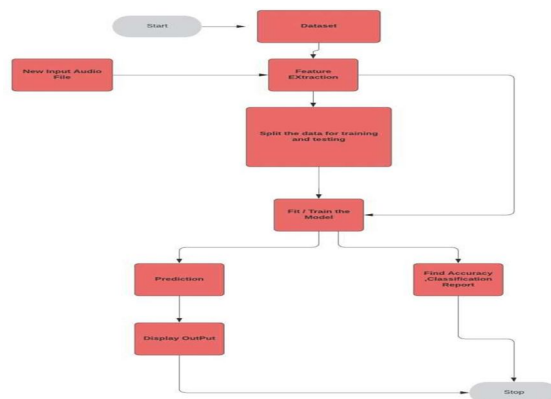 Start
Dataset
New Input Audio
File
Feature
EXtraction
Split the data for training
and testing
Fit / Train the
Model
Prediction
Find Accuracy
,Classification
Report
Display OutPut
Stop